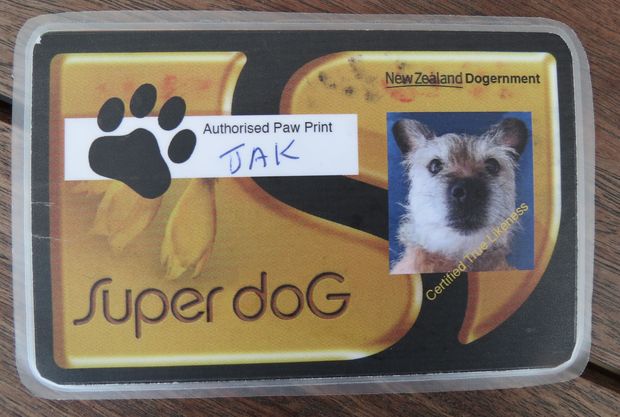 New Zealand Dogernment
Authorised Paw Print
JAK
Certified True Likeness
Super doG